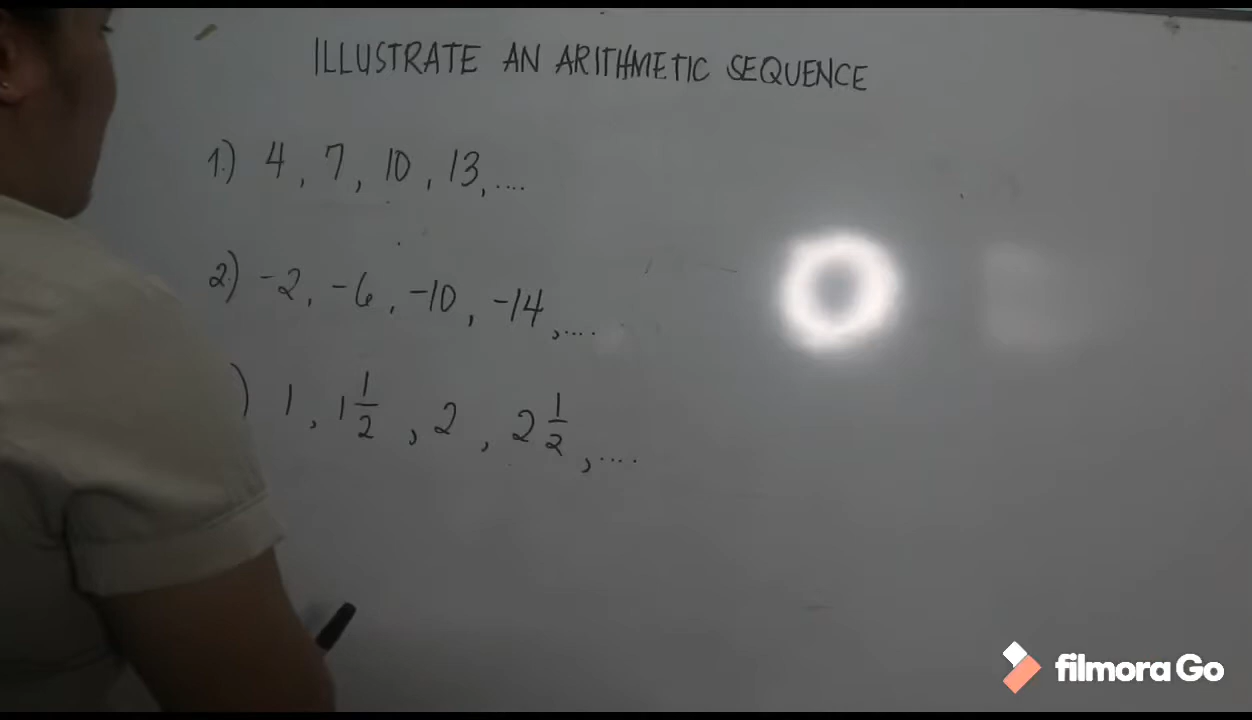 ILLUSTRATE AN ARITHMETIC SEQUENCE
1.) 4, 7, 10, 13,....
2.) -2, -6, -10, -14,....
) 1, 1 1/2, 2, 2 1/2,....
filmora Go